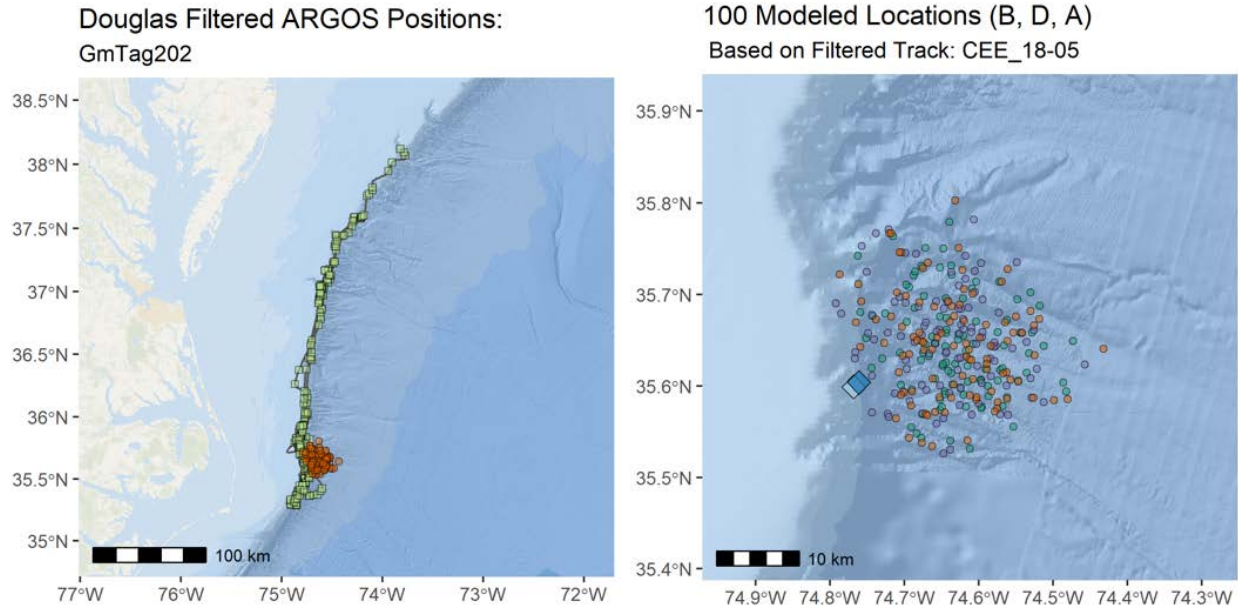 Douglas Filtered ARGOS Positions:
GmTag202
38.5°N
38°N
37.5°N
37°N
36.5°N
36°N
35.5°N
35°N
100 km
77°W 76°W 75°W 74°W 73°W 72°W
100 Modeled Locations (B, D, A)
Based on Filtered Track: CEE_18-05
35.9°N
35.8°N
35.7°N
35.6°N
35.5°N
35.4°N
10 km
74.9°W 74.8°W 74.7°W 74.6°W 74.5°W 74.4°W 74.3°W